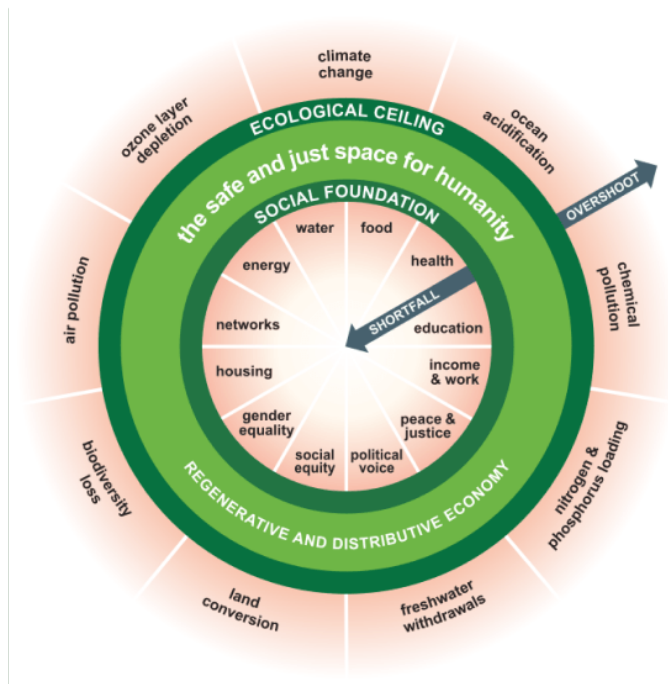 climate
change
ocean
acidification
chemical
pollution
nitrogen &
phosphorus loading
freshwater
withdrawals
land
conversion
biodiversity
loss
air pollution
ozone layer
depletion
ECOLOGICAL CEILING
the safe and just space for humanity
SOCIAL FOUNDATION
OVERSHOOT
SHORTFALL
water
food
health
education
income
& work
peace &
justice
political
voice
social
equity
gender
equality
housing
networks
energy
REGENERATIVE AND DISTRIBUTIVE ECONOMY